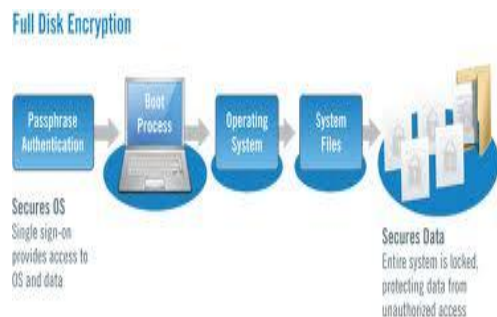 Full Disk Encryption
Passphrase
Authentication
Boot
Process
Operating
System
System
Files
Secures OS
Single sign-on
provides access to
OS and data
Secures Data
Entire system is locked,
protecting data from
unauthorized access